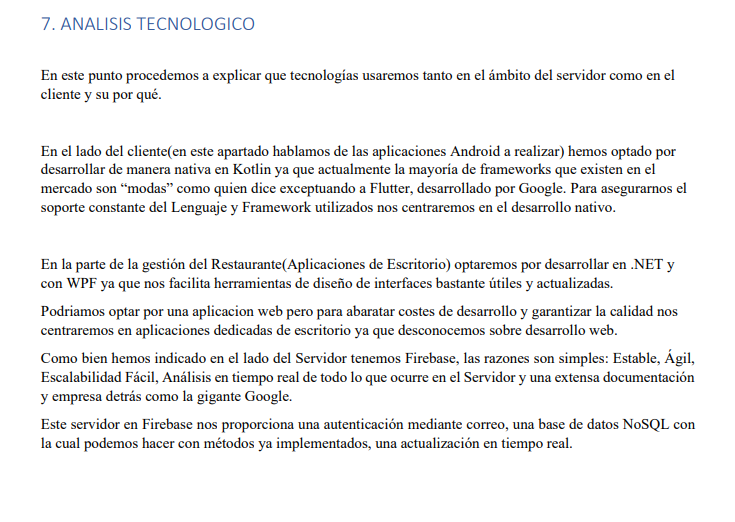 7. ANALISIS TECNOLOGICO
En este punto procedemos a explicar que tecnologías usaremos tanto en el ámbito del servidor como en el
cliente y su por qué.
En el lado del cliente(en este apartado hablamos de las aplicaciones Android a realizar) hemos optado por
desarrollar de manera nativa en Kotlin ya que actualmente la mayoría de frameworks que existen en el
mercado son “modas” como quien dice exceptuando a Flutter, desarrollado por Google. Para asegurarnos el
soporte constante del Lenguaje y Framework utilizados nos centraremos en el desarrollo nativo.
En la parte de la gestión del Restaurante(Aplicaciones de Escritorio) optaremos por desarrollar en .NET y
con WPF ya que nos facilita herramientas de diseño de interfaces bastante útiles y actualizadas.
Podriamos optar por una aplicacion web pero para abaratar costes de desarrollo y garantizar la calidad nos
centraremos en aplicaciones dedicadas de escritorio ya que desconocemos sobre desarrollo web.
Como bien hemos indicado en el lado del Servidor tenemos Firebase, las razones son simples: Estable, Ágil,
Escalabilidad Fácil, Análisis en tiempo real de todo lo que ocurre en el Servidor y una extensa documentación
y empresa detrás como la gigante Google.
Este servidor en Firebase nos proporciona una autenticación mediante correo, una base de datos NoSQL con
la cual podemos hacer con métodos ya implementados, una actualización en tiempo real.